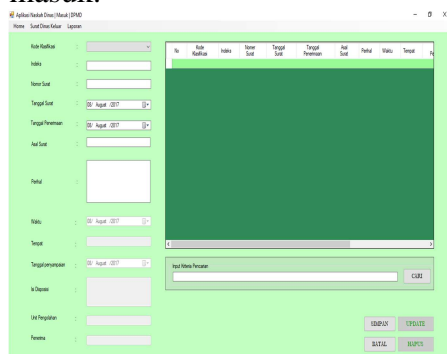 masuk.
Aplikasi Naskah Dinas | Masuk | DPMD
Home Surat Dinas Keluar Laporan
Kode Klasifikasi :
Indeks :
Nomor Surat :
Tanggal Surat : 08/ August /2017
Tanggal Penerimaan : 08/ August /2017
Asal Surat :
Perihal :
Waktu : 08/ August /2017
Tempat :
Tanggal penyampaian : 08/ August /2017
Isi Disposisi :
Unit Pengolahan :
Penerima :
No Kode Klasifikasi Indeks Nomor Surat Tanggal Surat Tanggal Penerimaan Asal Surat Perihal Waktu Tempat
Input Kriteria Pencarian
CARI
SIMPAN UPDATE
BATAL HAPUS